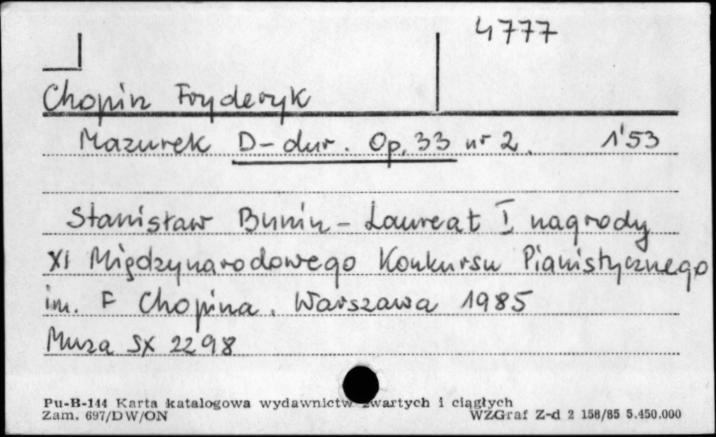 4777
Chopin Fryderyk
Mazurek D-dur. Op. 33 nr 2. 1'53
Stanisław Bunin - Laureat I nagrody
XI Międzynarodowego Konkursu Pianistycznego
im. F Chopina. Warszawa 1985
Muza SX 2298
Pu-B-144 Karta katalogowa wydawnictw zwartych i ciągłych
Zam. 697/DW/ON WZGraf Z-d 2 158/85 5.450.000